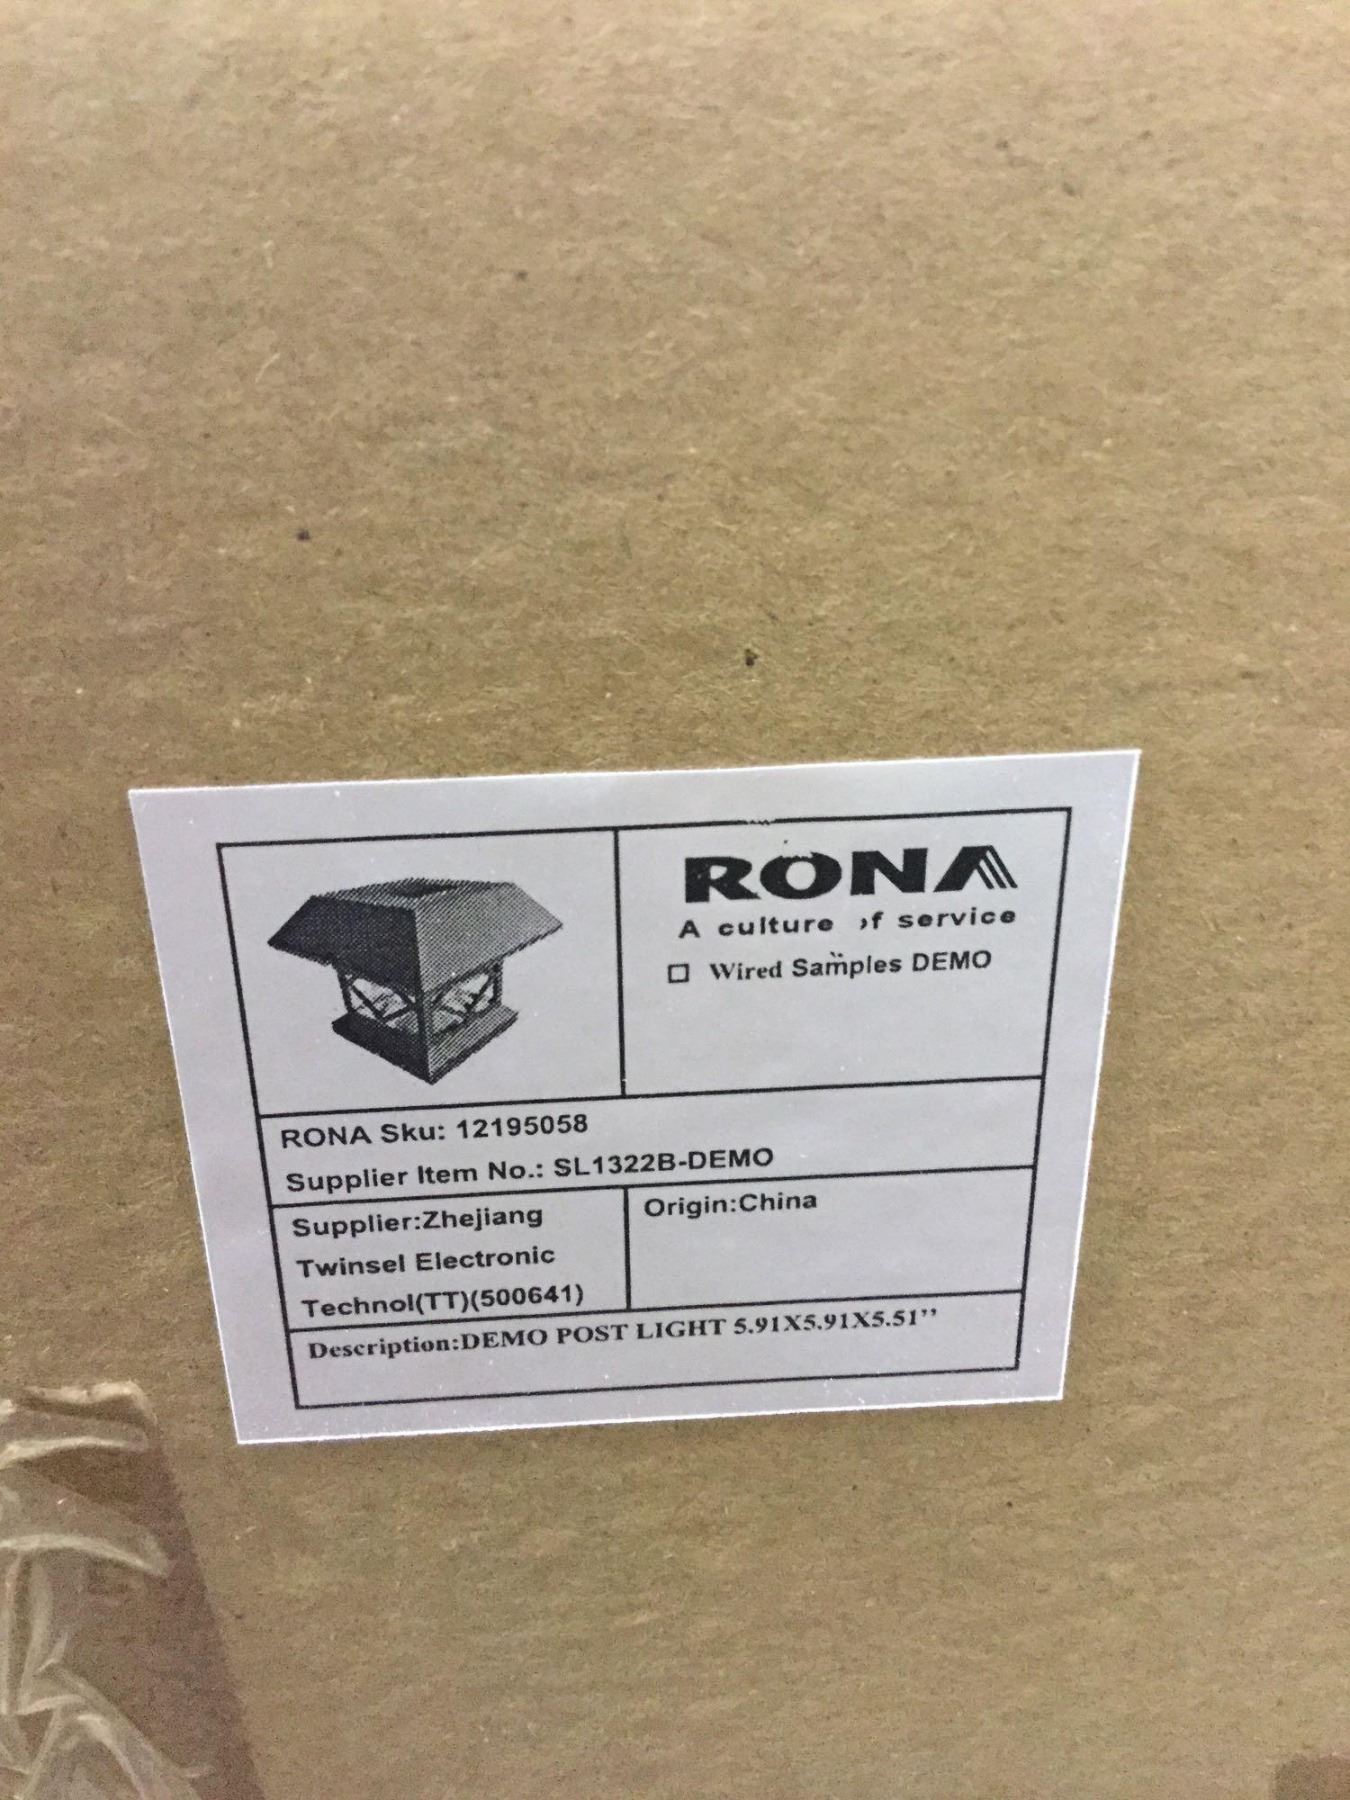 RONA
A culture of service
□ Wired Samples DEMO
RONA Sku: 12195058
Supplier Item No.: SL1322B-DEMO
Supplier:Zhejiang
Twinsel Electronic
Technol(TT)(500641)
Origin:China
Description:DEMO POST LIGHT 5.91X5.91X5.51’’